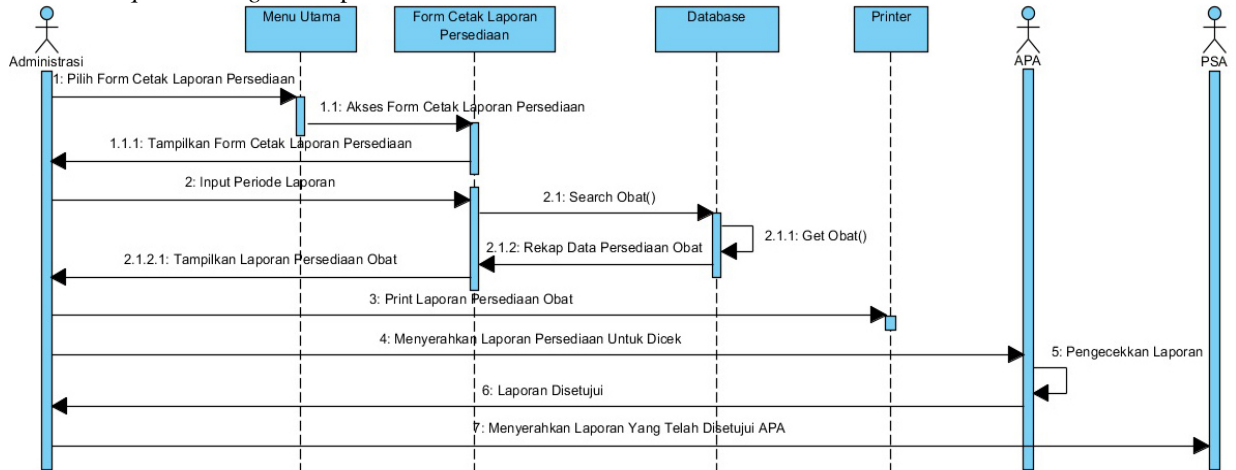 Menu Utama
Form Cetak Laporan
Persediaan
Database
Printer
Administrasi
APA
PSA
1: Pilih Form Cetak Laporan Persediaan
1.1: Akses Form Cetak Laporan Persediaan
1.1.1: Tampilkan Form Cetak Laporan Persediaan
2: Input Periode Laporan
2.1: Search Obat()
2.1.1: Get Obat()
2.1.2: Rekap Data Persediaan Obat
2.1.2.1: Tampilkan Laporan Persediaan Obat
3: Print Laporan Persediaan Obat
4: Menyerahkan Laporan Persediaan Untuk Dicek
5: Pengecekkan Laporan
6: Laporan Disetujui
7: Menyerahkan Laporan Yang Telah Disetujui APA